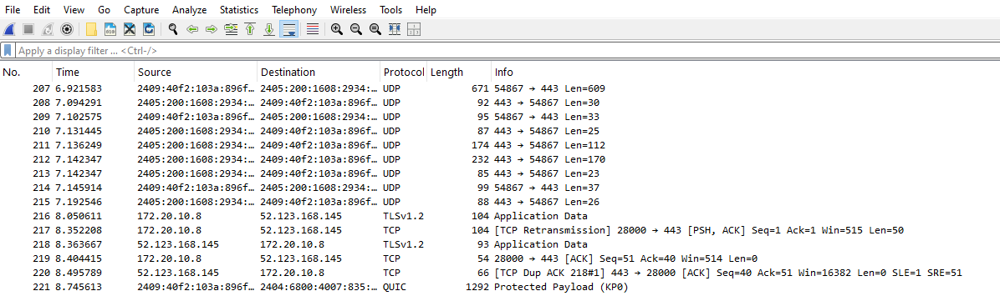 File Edit View Go Capture Analyze Statistics Telephony Wireless Tools Help
Apply a display filter ... <Ctrl-/>
No. Time Source Destination Protocol Length Info
207 6.921583 2409:40f2:103a:896f… 2405:200:1608:2934:… UDP 671 54867 → 443 Len=609
208 7.094291 2405:200:1608:2934:… 2409:40f2:103a:896f… UDP 92 443 → 54867 Len=30
209 7.102575 2409:40f2:103a:896f… 2405:200:1608:2934:… UDP 95 54867 → 443 Len=33
210 7.131445 2405:200:1608:2934:… 2409:40f2:103a:896f… UDP 87 443 → 54867 Len=25
211 7.136249 2405:200:1608:2934:… 2409:40f2:103a:896f… UDP 174 443 → 54867 Len=112
212 7.142347 2405:200:1608:2934:… 2409:40f2:103a:896f… UDP 232 443 → 54867 Len=170
213 7.142347 2405:200:1608:2934:… 2409:40f2:103a:896f… UDP 85 443 → 54867 Len=23
214 7.145914 2409:40f2:103a:896f… 2405:200:1608:2934:… UDP 99 54867 → 443 Len=37
215 7.192546 2405:200:1608:2934:… 2409:40f2:103a:896f… UDP 88 443 → 54867 Len=26
216 8.050611 172.20.10.8 52.123.168.145 TLSv1.2 104 Application Data
217 8.352208 172.20.10.8 52.123.168.145 TCP 104 [TCP Retransmission] 28000 → 443 [PSH, ACK] Seq=1 Ack=1 Win=515 Len=50
218 8.363667 52.123.168.145 172.20.10.8 TLSv1.2 93 Application Data
219 8.404415 172.20.10.8 52.123.168.145 TCP 54 28000 → 443 [ACK] Seq=51 Ack=40 Win=514 Len=0
220 8.495789 52.123.168.145 172.20.10.8 TCP 66 [TCP Dup ACK 218#1] 443 → 28000 [ACK] Seq=40 Ack=51 Win=16382 Len=0 SLE=1 SRE=51
221 8.745613 2409:40f2:103a:896f… 2404:6800:4007:835:… QUIC 1292 Protected Payload (KP0)